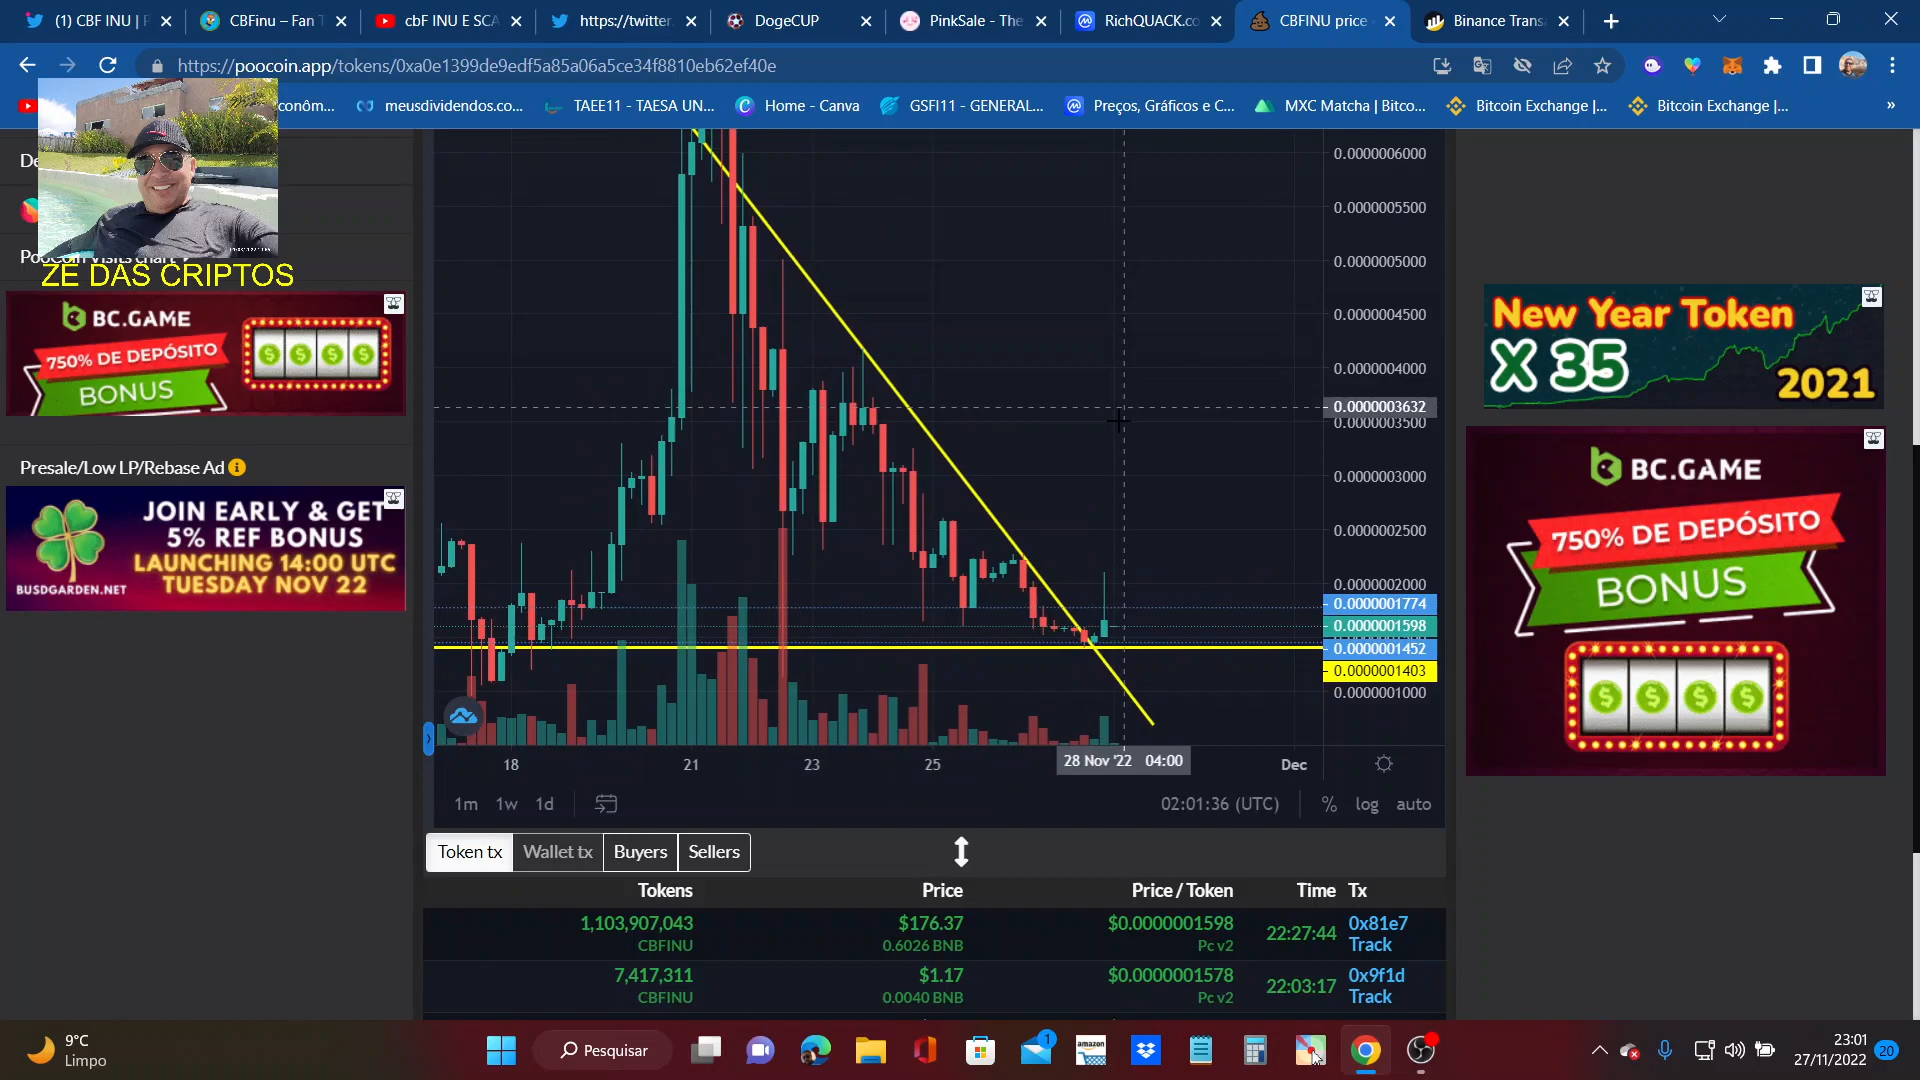 (1) CBF INU | F
CBFinu – Fan T
cbF INU E SCA
https://twitter.
DogeCUP
PinkSale - The
RichQUACK.co
CBFINU price
Binance Trans
https://poocoin.app/tokens/0xa0e1399de9edf5a85a06a5ce34f8810eb62ef40e
conôm...
meusdividendos.co...
TAEE11 - TAESA UN...
Home - Canva
GSFI11 - GENERAL...
Preços, Gráficos e C...
MXC Matcha | Bitco...
Bitcoin Exchange |...
Bitcoin Exchange |...
»
De
PooCoin Visits chart
ZE DAS CRIPTOS
BC.GAME
750% DE DEPÓSITO
BONUS
Presale/Low LP/Rebase Ad
JOIN EARLY & GET
5% REF BONUS
LAUNCHING 14:00 UTC
TUESDAY NOV 22
BUSDGARDEN.NET
0.0000006000
0.0000005500
0.0000005000
0.0000004500
0.0000004000
0.0000003632
0.0000003500
0.0000003000
0.0000002500
0.0000002000
0.0000001774
0.0000001598
0.0000001452
0.0000001403
0.0000001000
18
21
23
25
28 Nov '22 04:00
Dec
1m 1w 1d
02:01:36 (UTC)
% log auto
Token tx
Wallet tx
Buyers
Sellers
Tokens Price Price / Token Time Tx
1,103,907,043 $176.37 $0.0000001598 22:27:44 0x81e7
CBFINU 0.6026 BNB Pc v2 Track
7,417,311 $1.17 $0.0000001578 22:03:17 0x9f1d
CBFINU 0.0040 BNB Pc v2 Track
New Year Token
X 35
2021
BC.GAME
750% DE DEPÓSITO
BONUS
9°C
Limpo
Pesquisar
1
amazon
23:01
27/11/2022
20